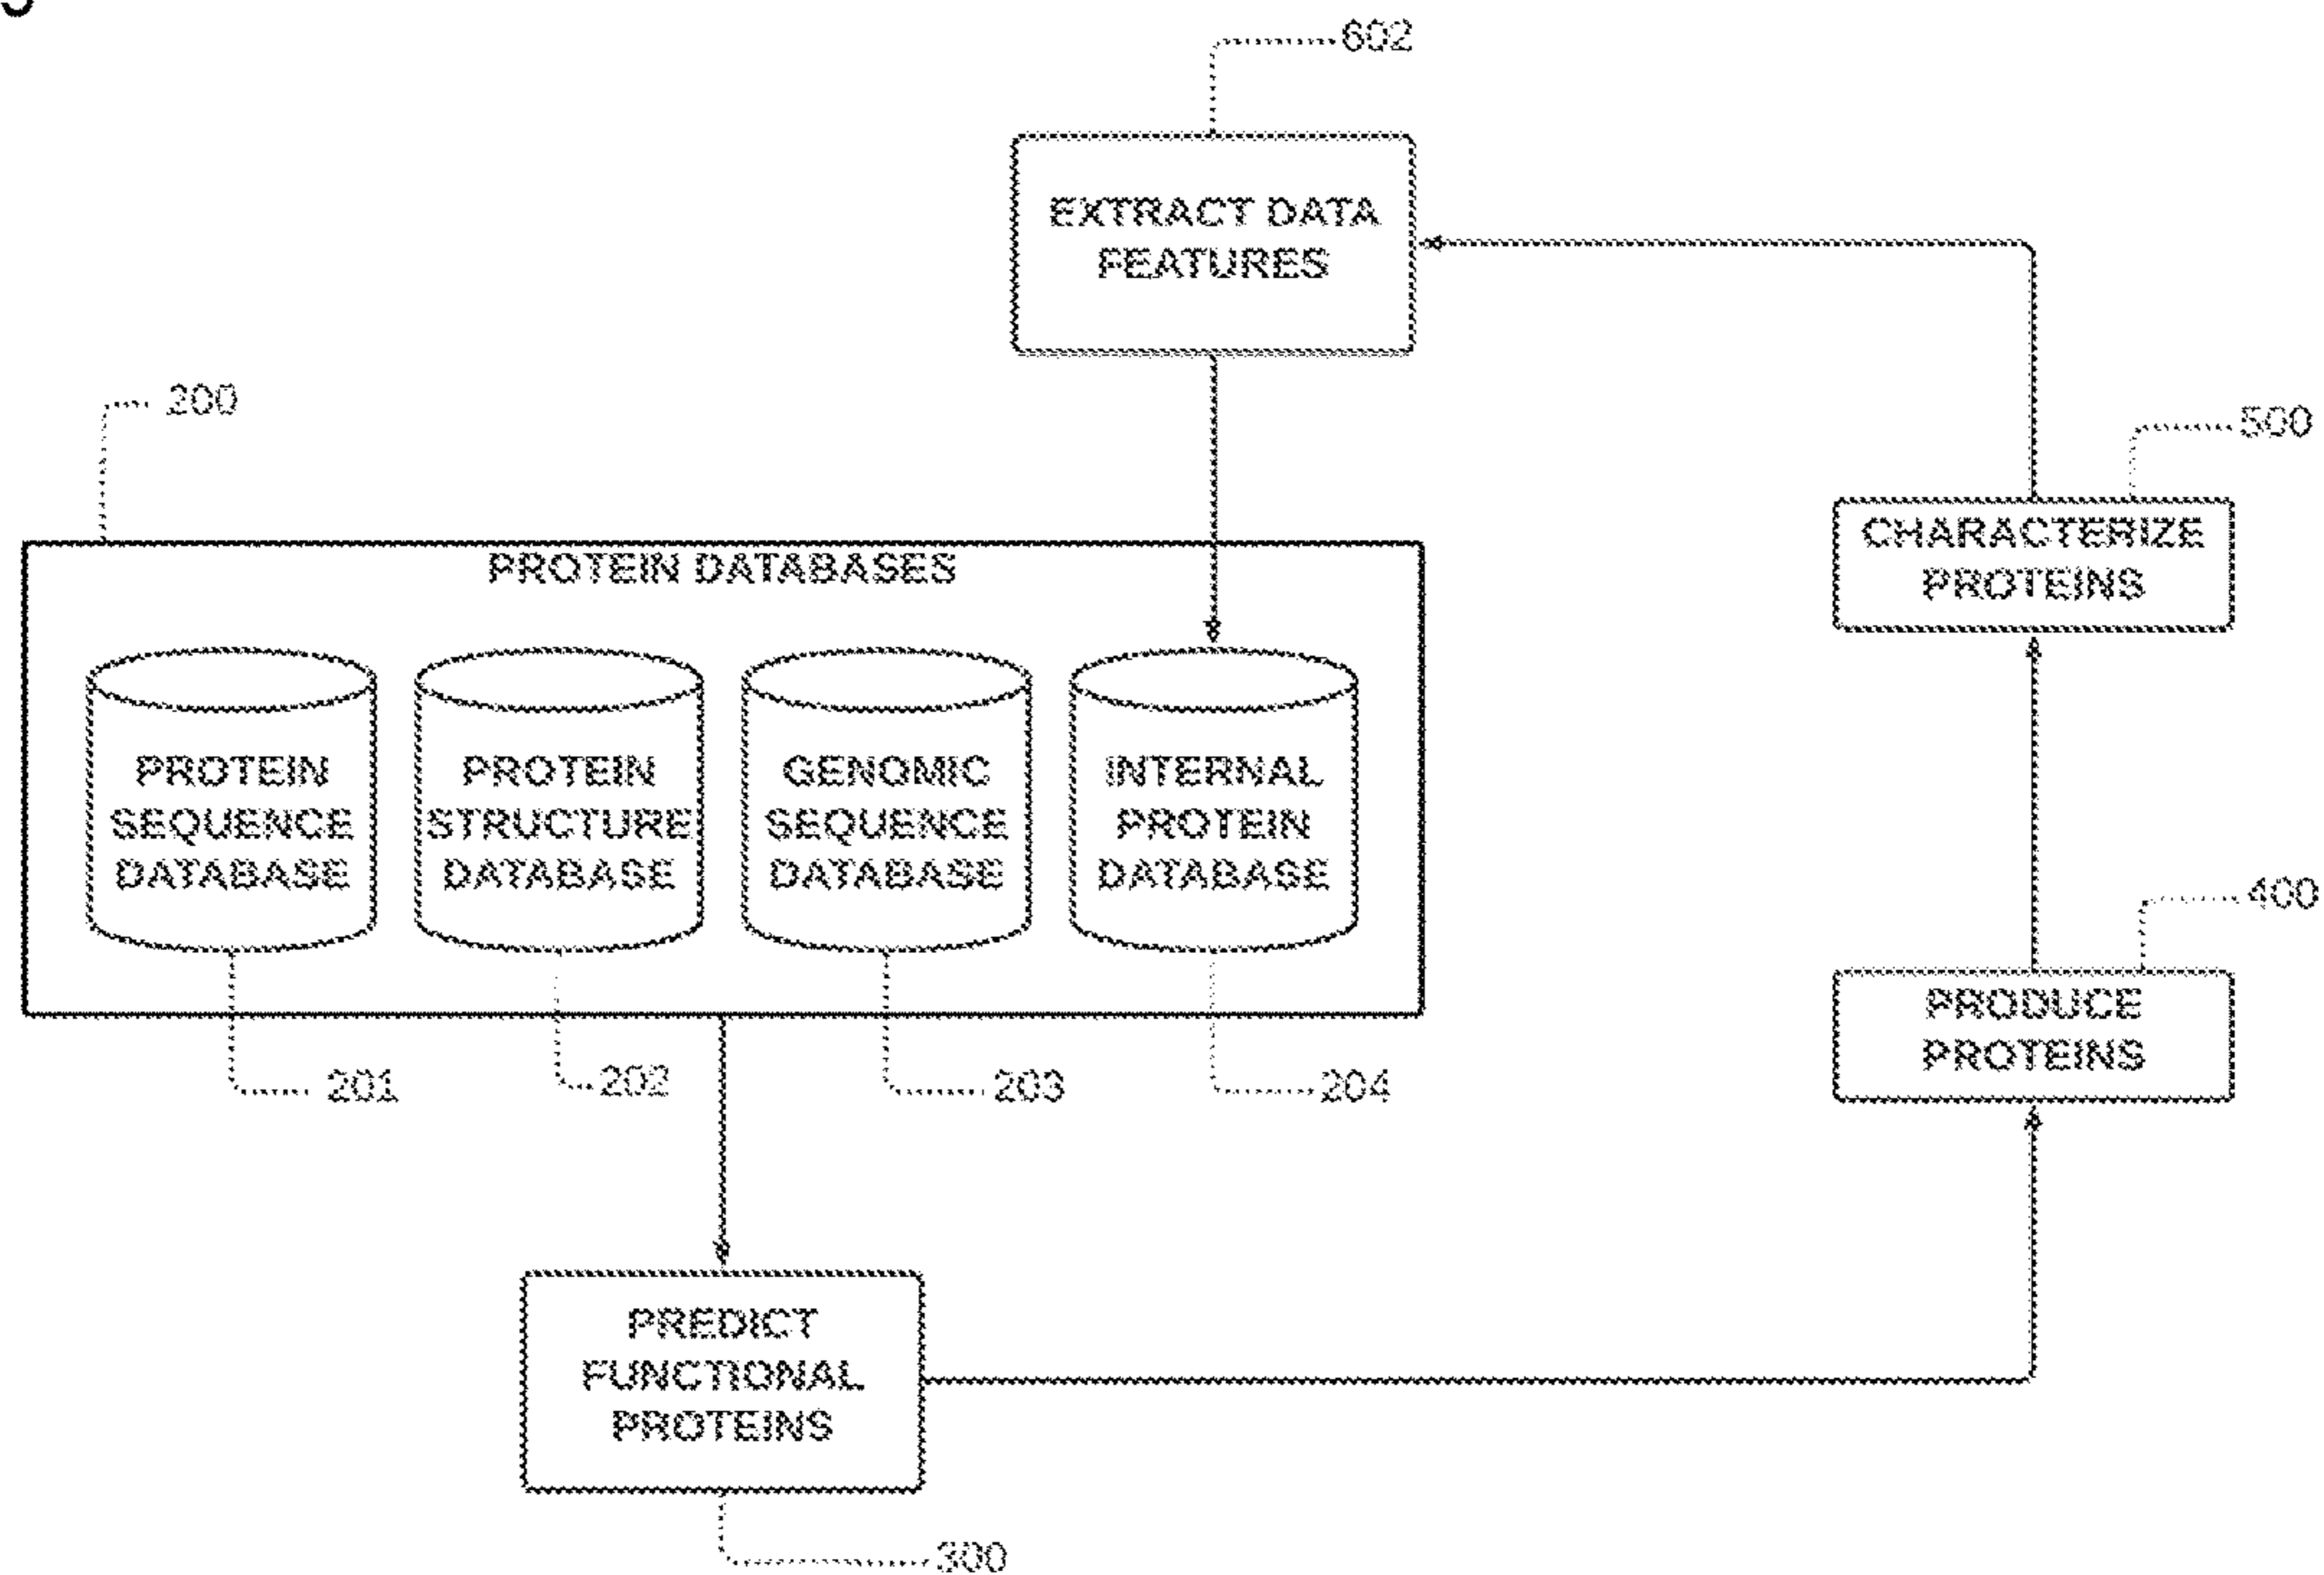 602
EXTRACT DATA
FEATURES
200
500
CHARACTERIZE
PROTEINS
PROTEIN DATABASES
PROTEIN
SEQUENCE
DATABASE
PROTEIN
STRUCTURE
DATABASE
GENOMIC
SEQUENCE
DATABASE
INTERNAL
PROTEIN
DATABASE
400
PRODUCE
PROTEINS
201
202
203
204
PREDICT
FUNCTIONAL
PROTEINS
300